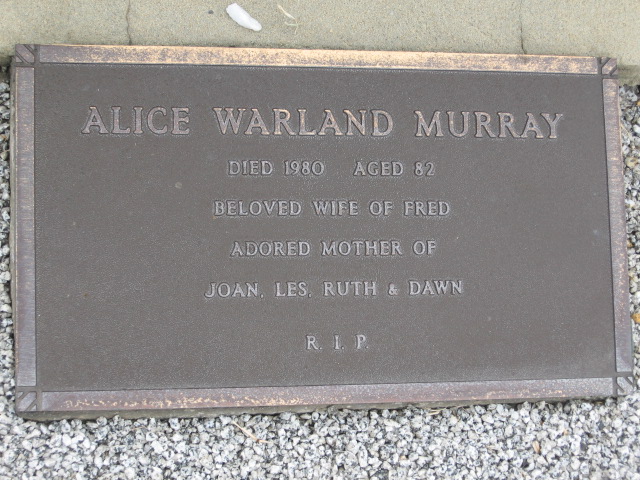 ALICE WARLAND MURRAY
DIED 1980 AGED 82
BELOVED WIFE OF FRED
ADORED MOTHER OF
JOAN, LES, RUTH & DAWN
R. I. P.